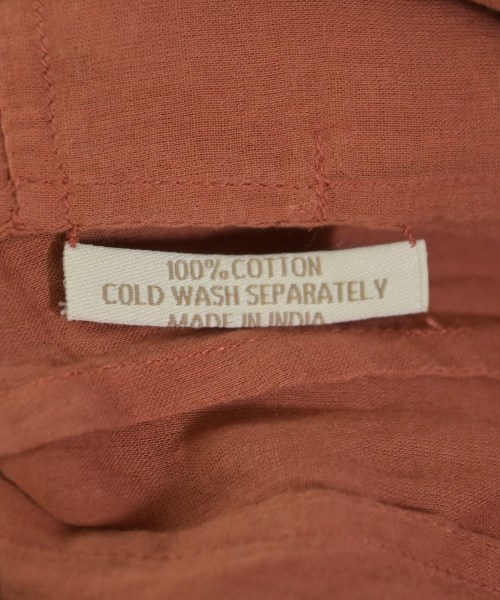 100% COTTON
COLD WASH SEPARATELY
MADE IN INDIA